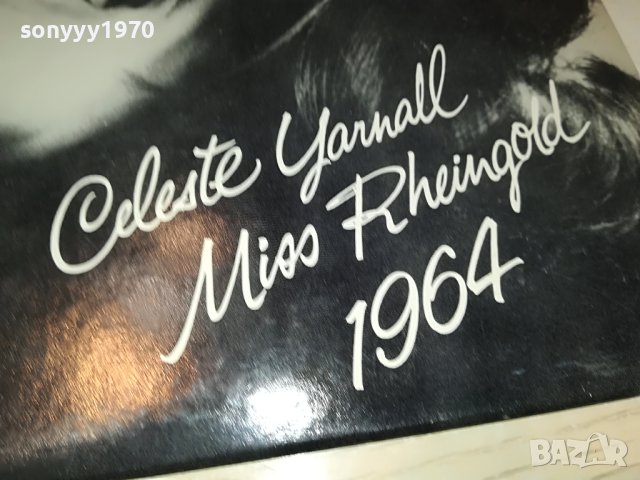 sonyyy1970
Celeste Yarnall
Miss Rheingold
1964
BAZAR